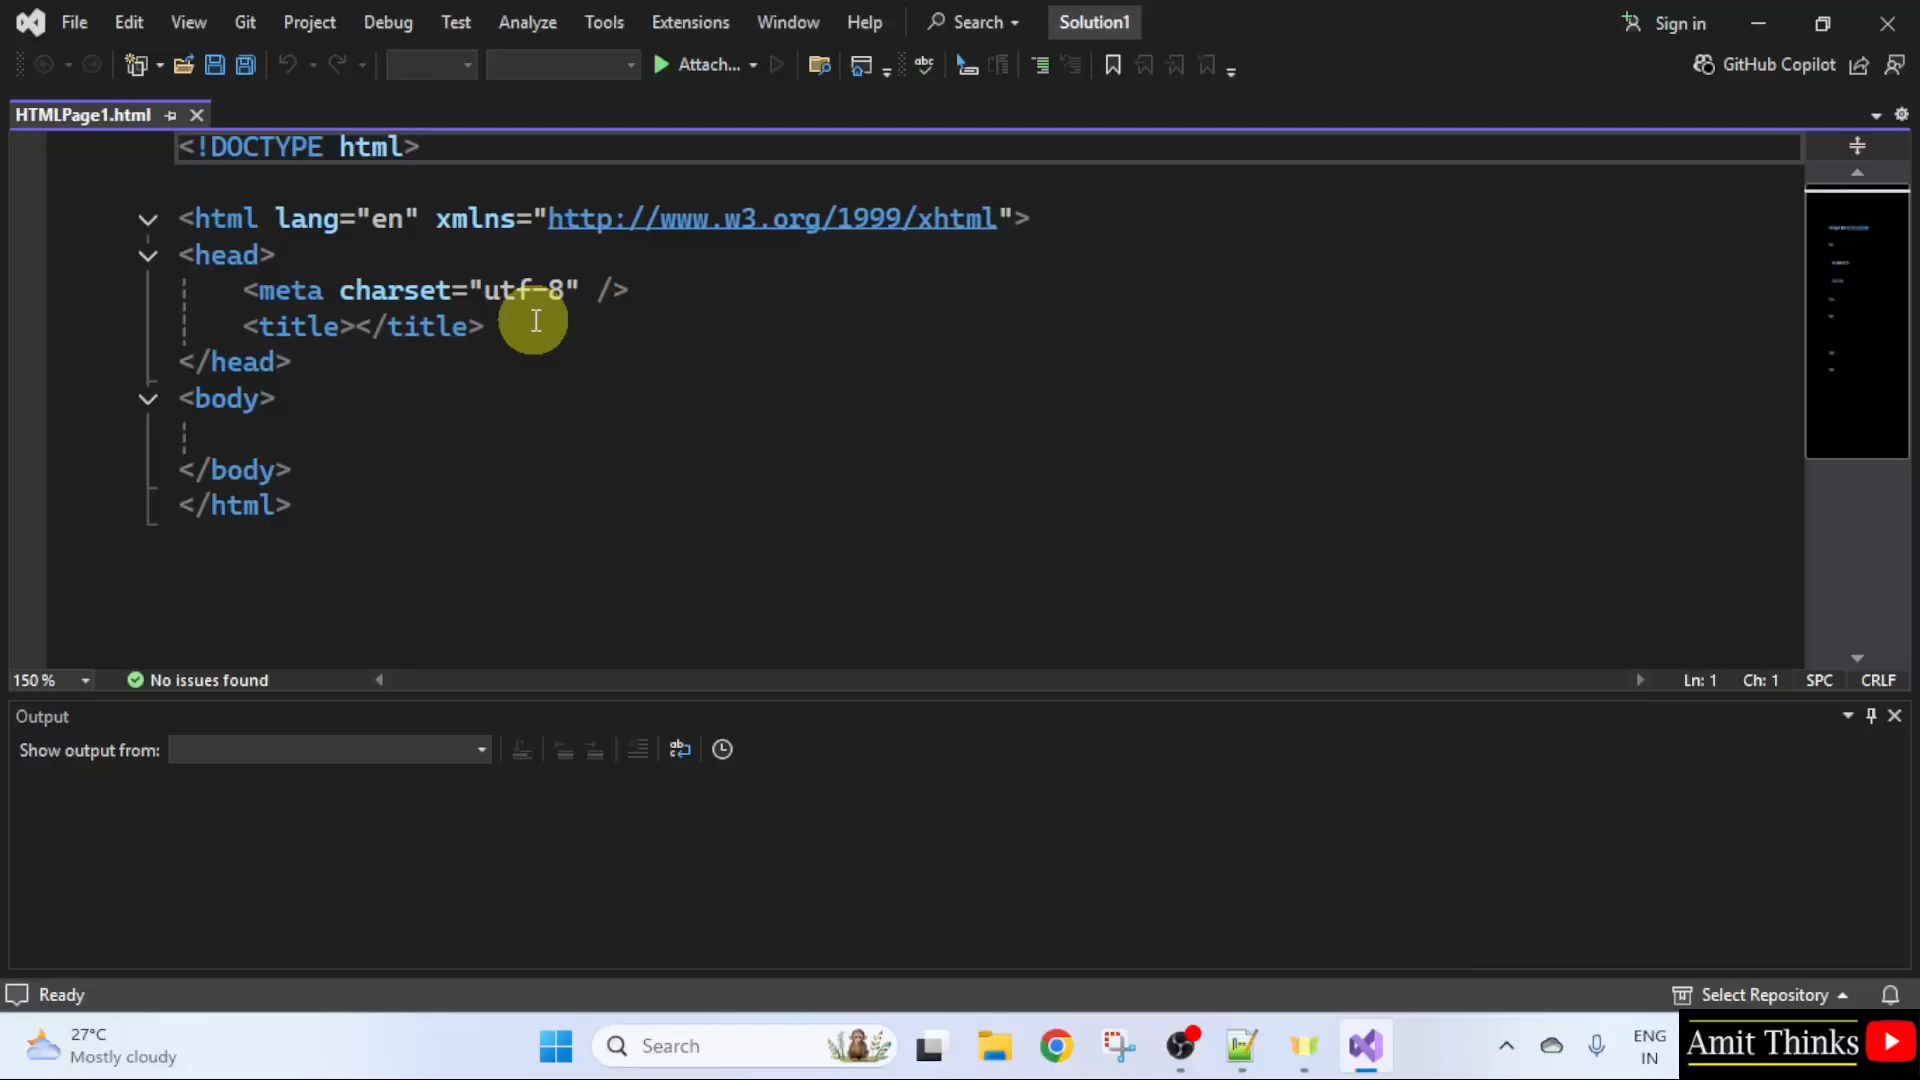 File Edit View Git Project Debug Test Analyze Tools Extensions Window Help Search Solution1 Sign in
Attach... abc GitHub Copilot
HTMLPage1.html
<!DOCTYPE html>
<html lang="en" xmlns="http://www.w3.org/1999/xhtml">
<head>
<meta charset="utf-8" />
<title></title>
</head>
<body>
</body>
</html>
150 % No issues found Ln: 1 Ch: 1 SPC CRLF
Output
Show output from:
Ready Select Repository
27°C
Mostly cloudy
Search
ENG
IN
Amit Thinks